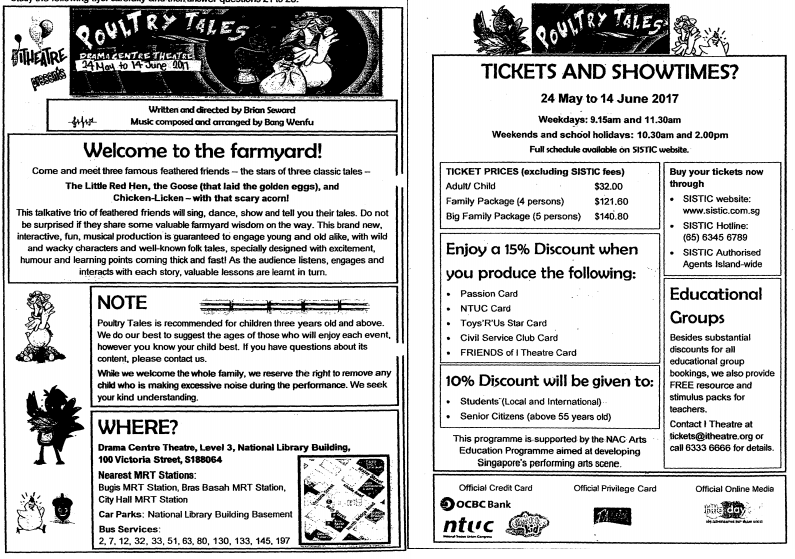 Study the following flyer carefully and then answer questions 21 to 28.
POULTRY TALES
ITHEATRE
presents
DRAMA CENTRE THEATRE
24 May to 14 June 2017
Written and directed by Brian Seward
Music composed and arranged by Bang Wenfu
Welcome to the farmyard!
Come and meet three famous feathered friends – the stars of three classic tales –
The Little Red Hen, the Goose (that laid the golden eggs), and
Chicken-Licken – with that scary acorn!
This talkative trio of feathered friends will sing, dance, show and tell you their tales. Do not
be surprised if they share some valuable farmyard wisdom on the way. This brand new,
interactive, fun, musical production is guaranteed to engage young and old alike, with wild
and wacky characters and well-known folk tales, specially designed with excitement,
humour and learning points coming thick and fast! As the audience listens, engages and
interacts with each story, valuable lessons are learnt in turn.
NOTE
Poultry Tales is recommended for children three years old and above.
We do our best to suggest the ages of those who will enjoy each event,
however you know your child best. If you have questions about its
content, please contact us.
While we welcome the whole family, we reserve the right to remove any
child who is making excessive noise during the performance. We seek
your kind understanding.
WHERE?
Drama Centre Theatre, Level 3, National Library Building,
100 Victoria Street, S188064
Nearest MRT Stations:
Bugis MRT Station, Bras Basah MRT Station,
City Hall MRT Station
Car Parks: National Library Building Basement
Bus Services:
2, 7, 12, 32, 33, 51, 63, 80, 130, 133, 145, 197
POULTRY TALES
TICKETS AND SHOWTIMES?
24 May to 14 June 2017
Weekdays: 9.15am and 11.30am
Weekends and school holidays: 10.30am and 2.00pm
Full schedule available on SISTIC website.
TICKET PRICES (excluding SISTIC fees)
Adult/ Child $32.00
Family Package (4 persons) $121.60
Big Family Package (5 persons) $140.80
Buy your tickets now
through
• SISTIC website:
www.sistic.com.sg
• SISTIC Hotline:
(65) 6345 6789
• SISTIC Authorised
Agents Island-wide
Enjoy a 15% Discount when
you produce the following:
• Passion Card
• NTUC Card
• Toys'R'Us Star Card
• Civil Service Club Card
• FRIENDS of I Theatre Card
10% Discount will be given to:
• Students (Local and International)
• Senior Citizens (above 55 years old)
This programme is supported by the NAC Arts
Education Programme aimed at developing
Singapore's performing arts scene.
Educational
Groups
Besides substantial
discounts for all
educational group
bookings, we also provide
FREE resource and
stimulus packs for
teachers.
Contact I Theatre at
tickets@itheatre.org or
call 6333 6666 for details.
Official Credit Card
Official Privilege Card
Official Online Media
OCBC Bank
ntuc
National Trades Union Congress